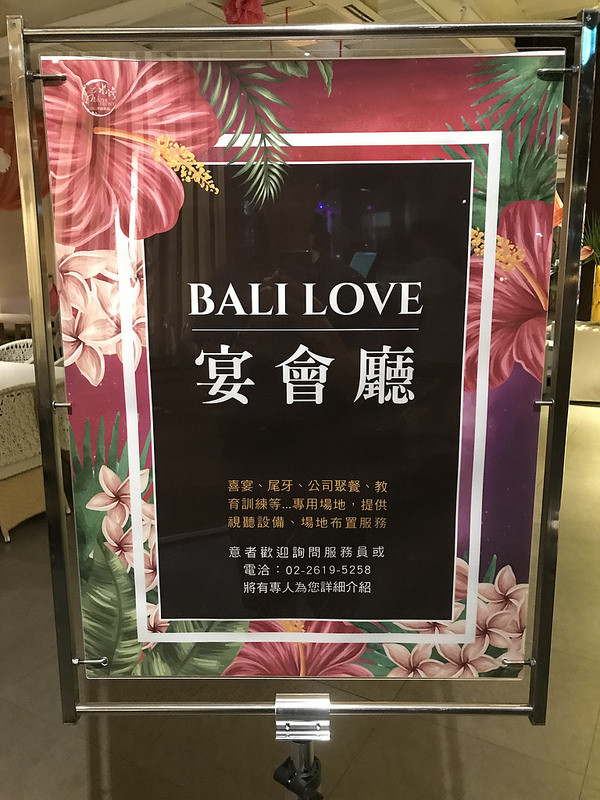 BALI LOVE
宴會廳
喜宴、尾牙、公司聚餐、教
育訓練等...專用場地，提供
視聽設備、場地布置服務
意者歡迎詢問服務員或
電洽：02-2619-5258
將有專人為您詳細介紹